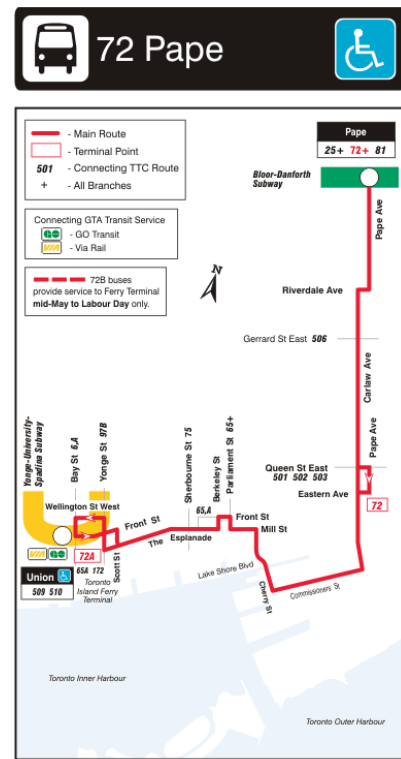 72 Pape
- Main Route
- Terminal Point
501 - Connecting TTC Route
+ - All Branches
Connecting GTA Transit Service
GO - GO Transit
- Via Rail
72B buses
provide service to Ferry Terminal
mid-May to Labour Day only.
Pape
25+ 72+ 81
Bloor-Danforth
Subway
Pape Ave
N
Riverdale Ave
Gerrard St East 506
Carlaw Ave
Pape Ave
Queen St East
501 502 503
Eastern Ave
72
Yonge-University-
Spadina Subway
Bay St 6,A
Yonge St 97B
Sherbourne St 75
Berkeley St
Parliament St 65+
Wellington St West
65,A
Front St
Front St
Mill St
The Esplanade
Scott St
72A
65A 172
Toronto
Island Ferry
Terminal
Union
509 510
Lake Shore Blvd
Cherry St
Commissioners St
Toronto Inner Harbour
Toronto Outer Harbour